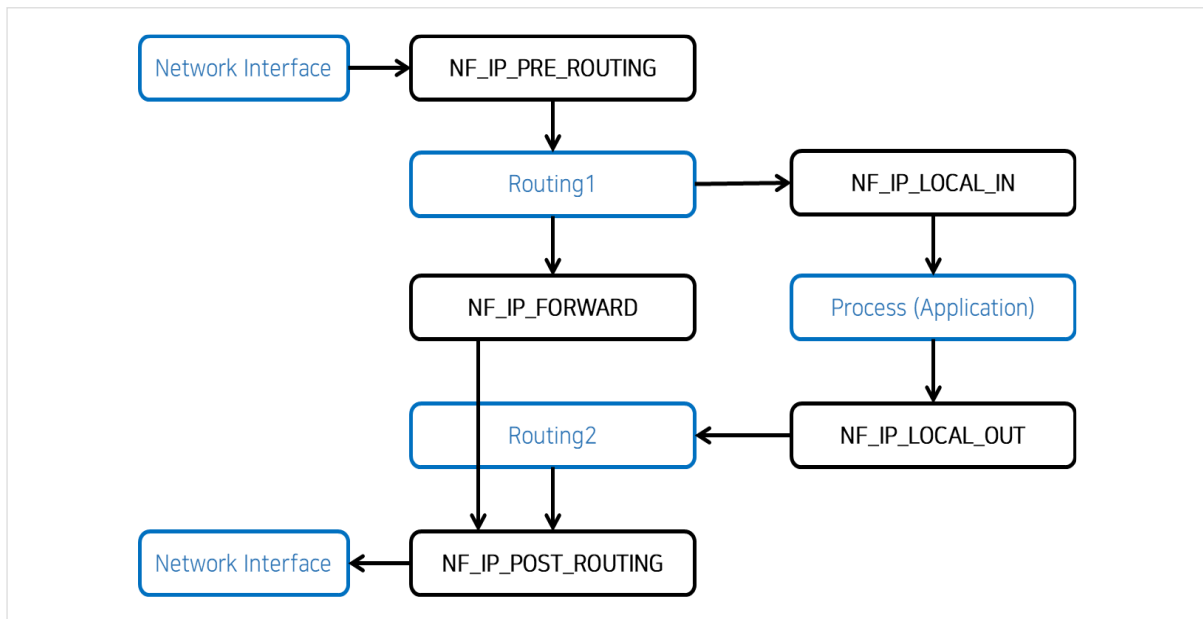 Network Interface
NF_IP_PRE_ROUTING
Routing1
NF_IP_LOCAL_IN
NF_IP_FORWARD
Process (Application)
Routing2
NF_IP_LOCAL_OUT
Network Interface
NF_IP_POST_ROUTING